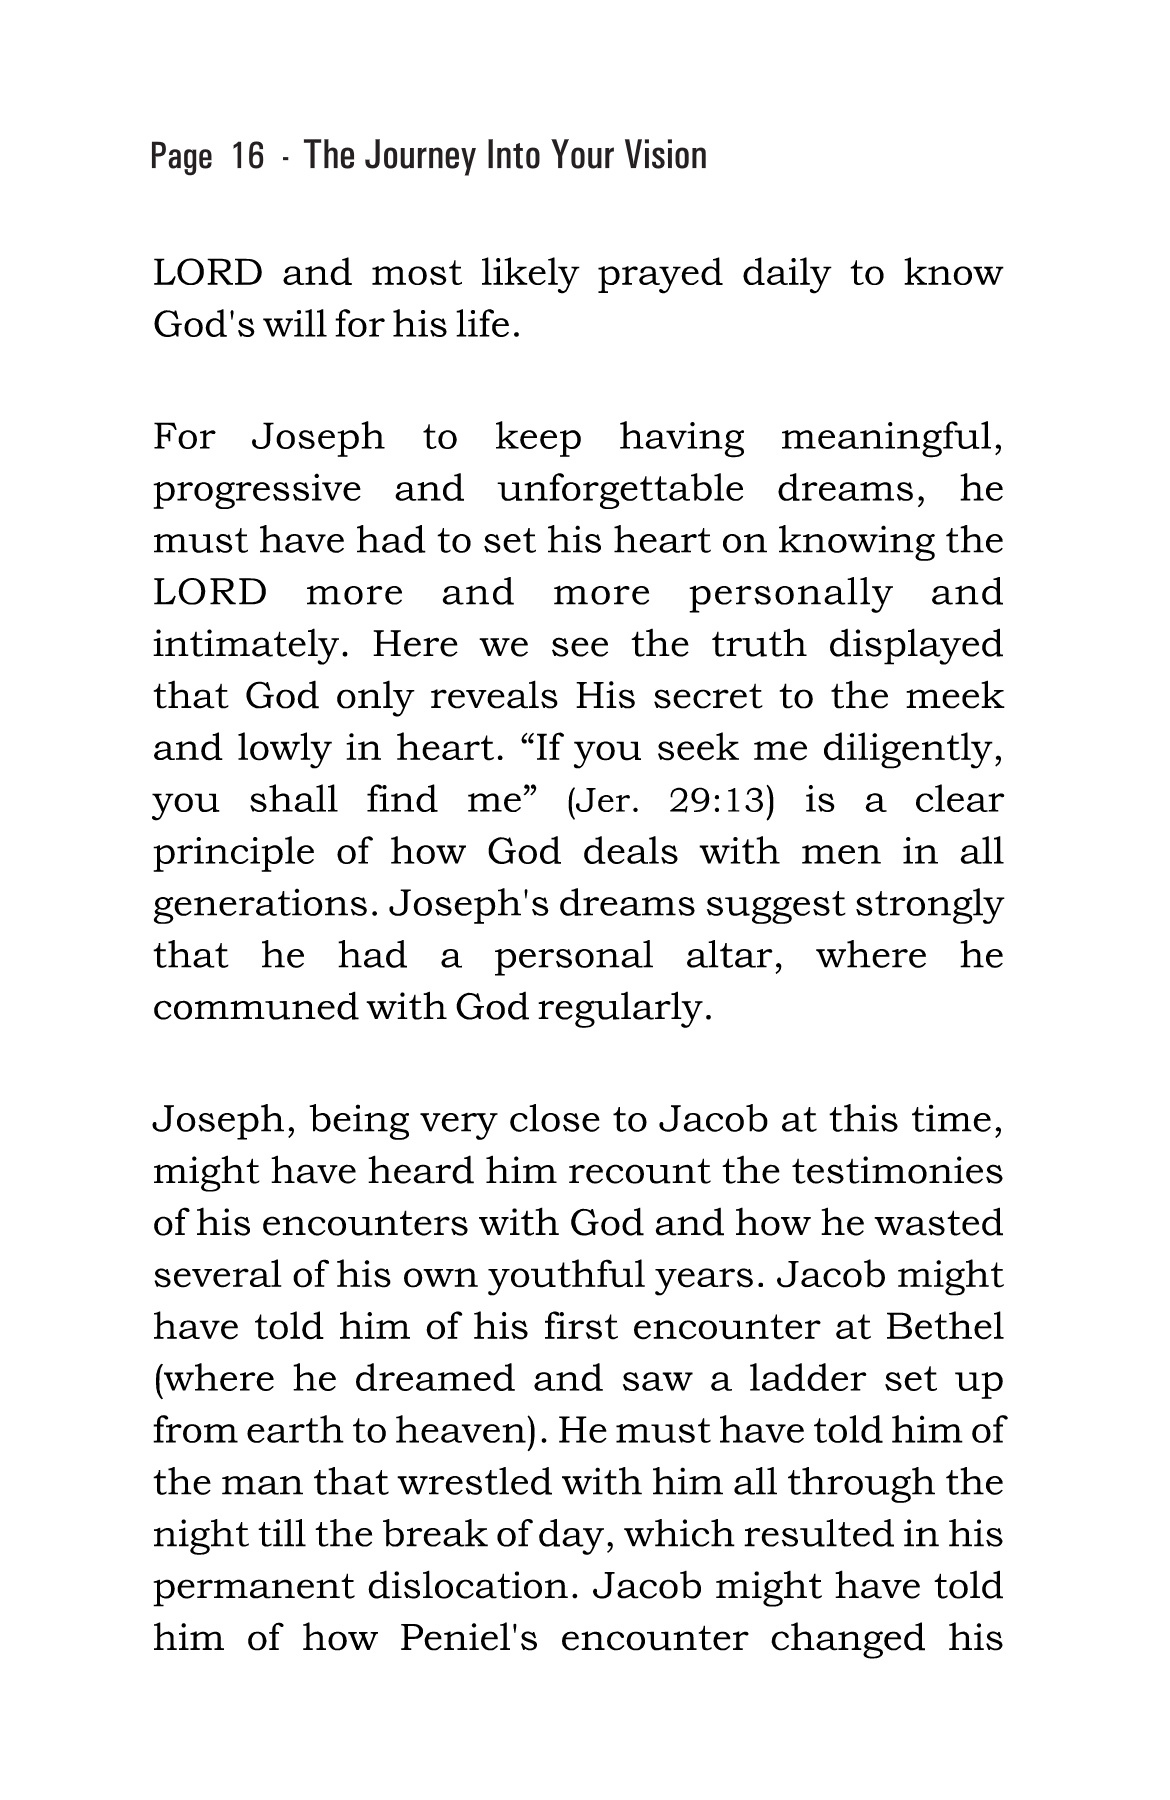 Page 16 - The Journey Into Your Vision
LORD and most likely prayed daily to know
God's will for his life.
For Joseph to keep having meaningful,
progressive and unforgettable dreams, he
must have had to set his heart on knowing the
LORD more and more personally and
intimately. Here we see the truth displayed
that God only reveals His secret to the meek
and lowly in heart. “If you seek me diligently,
you shall find me” (Jer. 29:13) is a clear
principle of how God deals with men in all
generations. Joseph's dreams suggest strongly
that he had a personal altar, where he
communed with God regularly.
Joseph, being very close to Jacob at this time,
might have heard him recount the testimonies
of his encounters with God and how he wasted
several of his own youthful years. Jacob might
have told him of his first encounter at Bethel
(where he dreamed and saw a ladder set up
from earth to heaven). He must have told him of
the man that wrestled with him all through the
night till the break of day, which resulted in his
permanent dislocation. Jacob might have told
him of how Peniel's encounter changed his